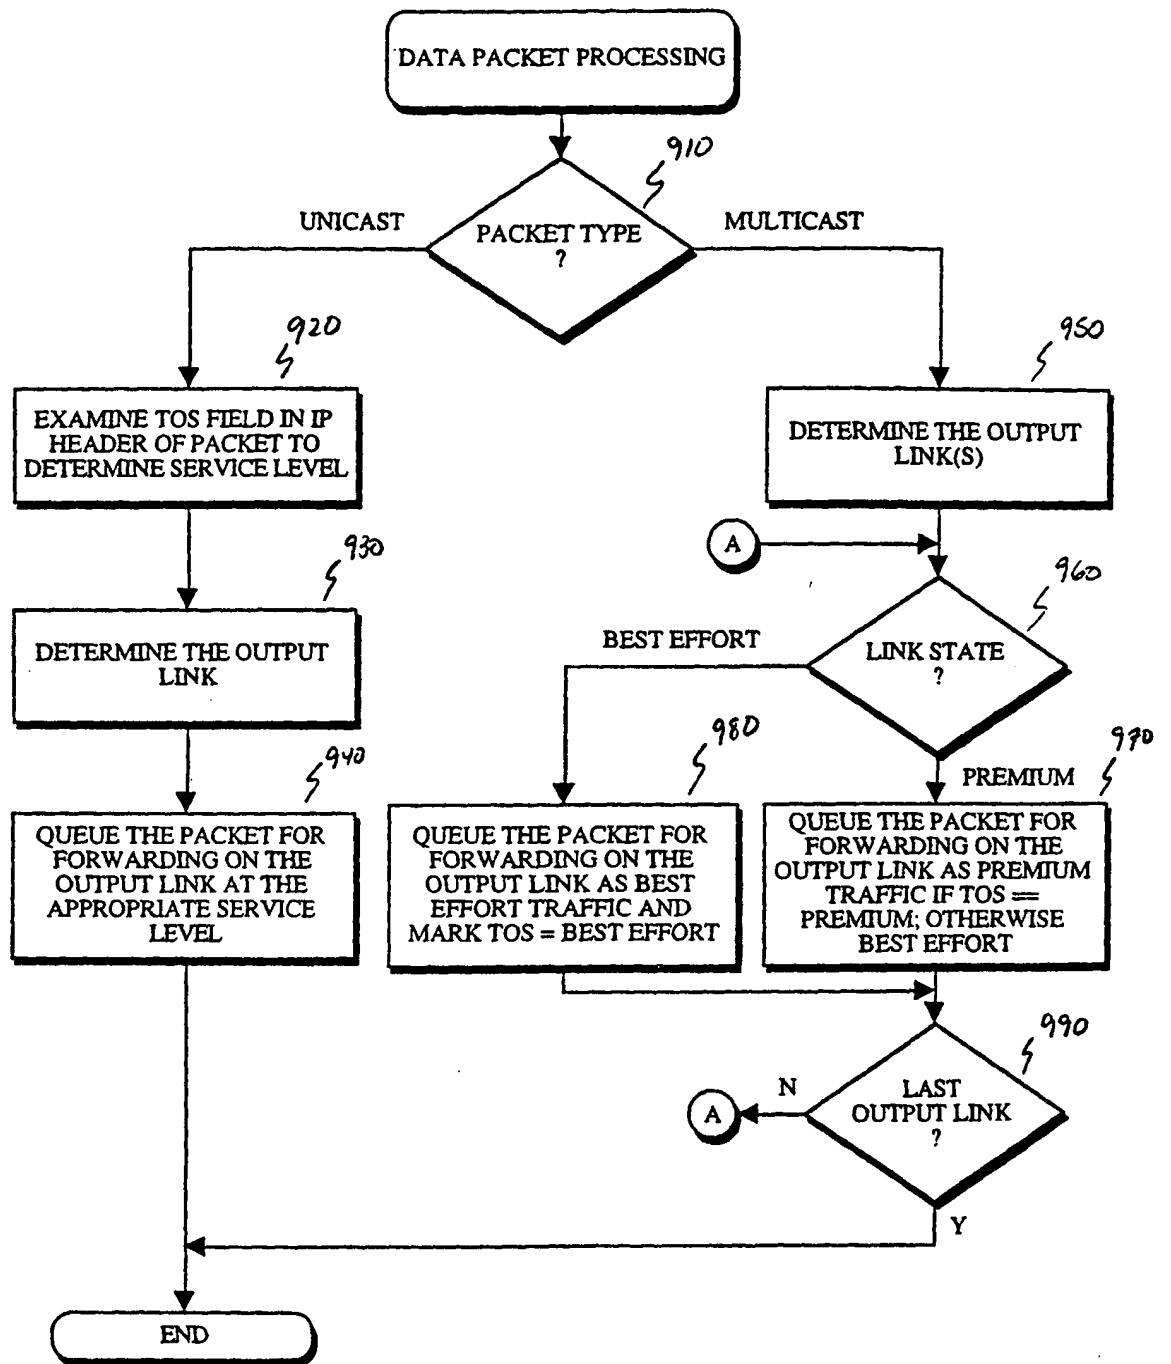 DATA PACKET PROCESSING
910
PACKET TYPE
?
UNICAST
MULTICAST
920
EXAMINE TOS FIELD IN IP
HEADER OF PACKET TO
DETERMINE SERVICE LEVEL
930
DETERMINE THE OUTPUT
LINK
940
QUEUE THE PACKET FOR
FORWARDING ON THE
OUTPUT LINK AT THE
APPROPRIATE SERVICE
LEVEL
950
DETERMINE THE OUTPUT
LINK(S)
A
960
LINK STATE
?
BEST EFFORT
PREMIUM
980
QUEUE THE PACKET FOR
FORWARDING ON THE
OUTPUT LINK AS BEST
EFFORT TRAFFIC AND
MARK TOS = BEST EFFORT
970
QUEUE THE PACKET FOR
FORWARDING ON THE
OUTPUT LINK AS PREMIUM
TRAFFIC IF TOS ==
PREMIUM; OTHERWISE
BEST EFFORT
990
LAST
OUTPUT LINK
?
N
A
Y
END